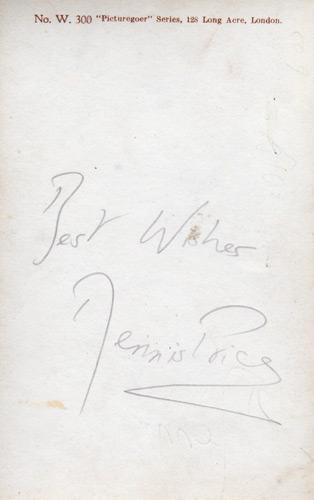 No. W. 300 "Picturegoer" Series, 128 Long Acre, London.
Best Wishes
Dennis Price